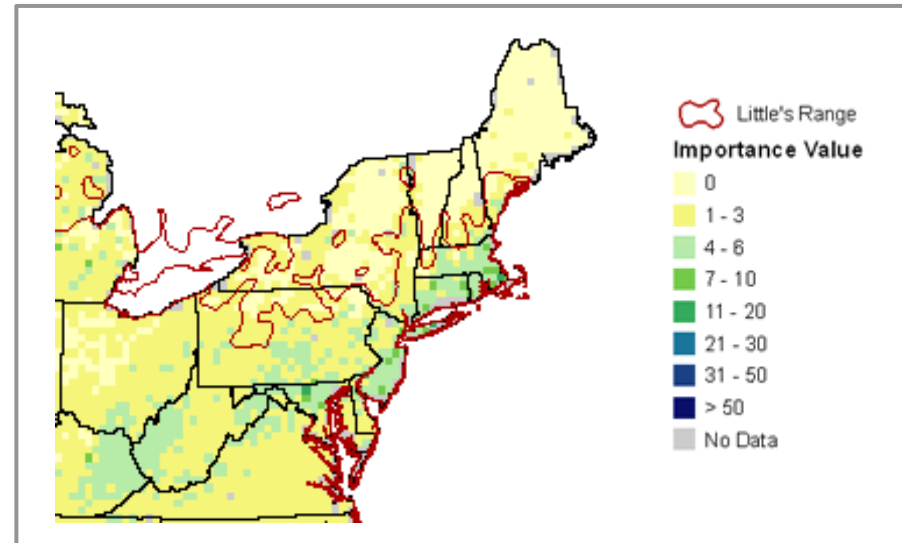 Little's Range
Importance Value
0
1 - 3
4 - 6
7 - 10
11 - 20
21 - 30
31 - 50
> 50
No Data